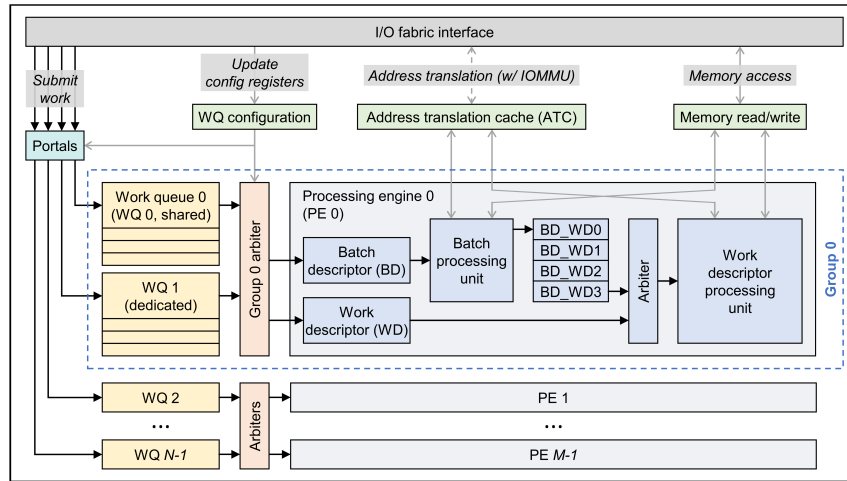 I/O fabric interface
Submit
work
Update
config registers
Address translation (w/ IOMMU)
Memory access
Portals
WQ configuration
Address translation cache (ATC)
Memory read/write
Work queue 0
(WQ 0, shared)
WQ 1
(dedicated)
Group 0 arbiter
Processing engine 0
(PE 0)
Batch
descriptor (BD)
Work
descriptor (WD)
Batch
processing
unit
BD_WD0
BD_WD1
BD_WD2
BD_WD3
Arbiter
Work
descriptor
processing
unit
Group 0
WQ 2
...
WQ N-1
Arbiters
PE 1
...
PE M-1